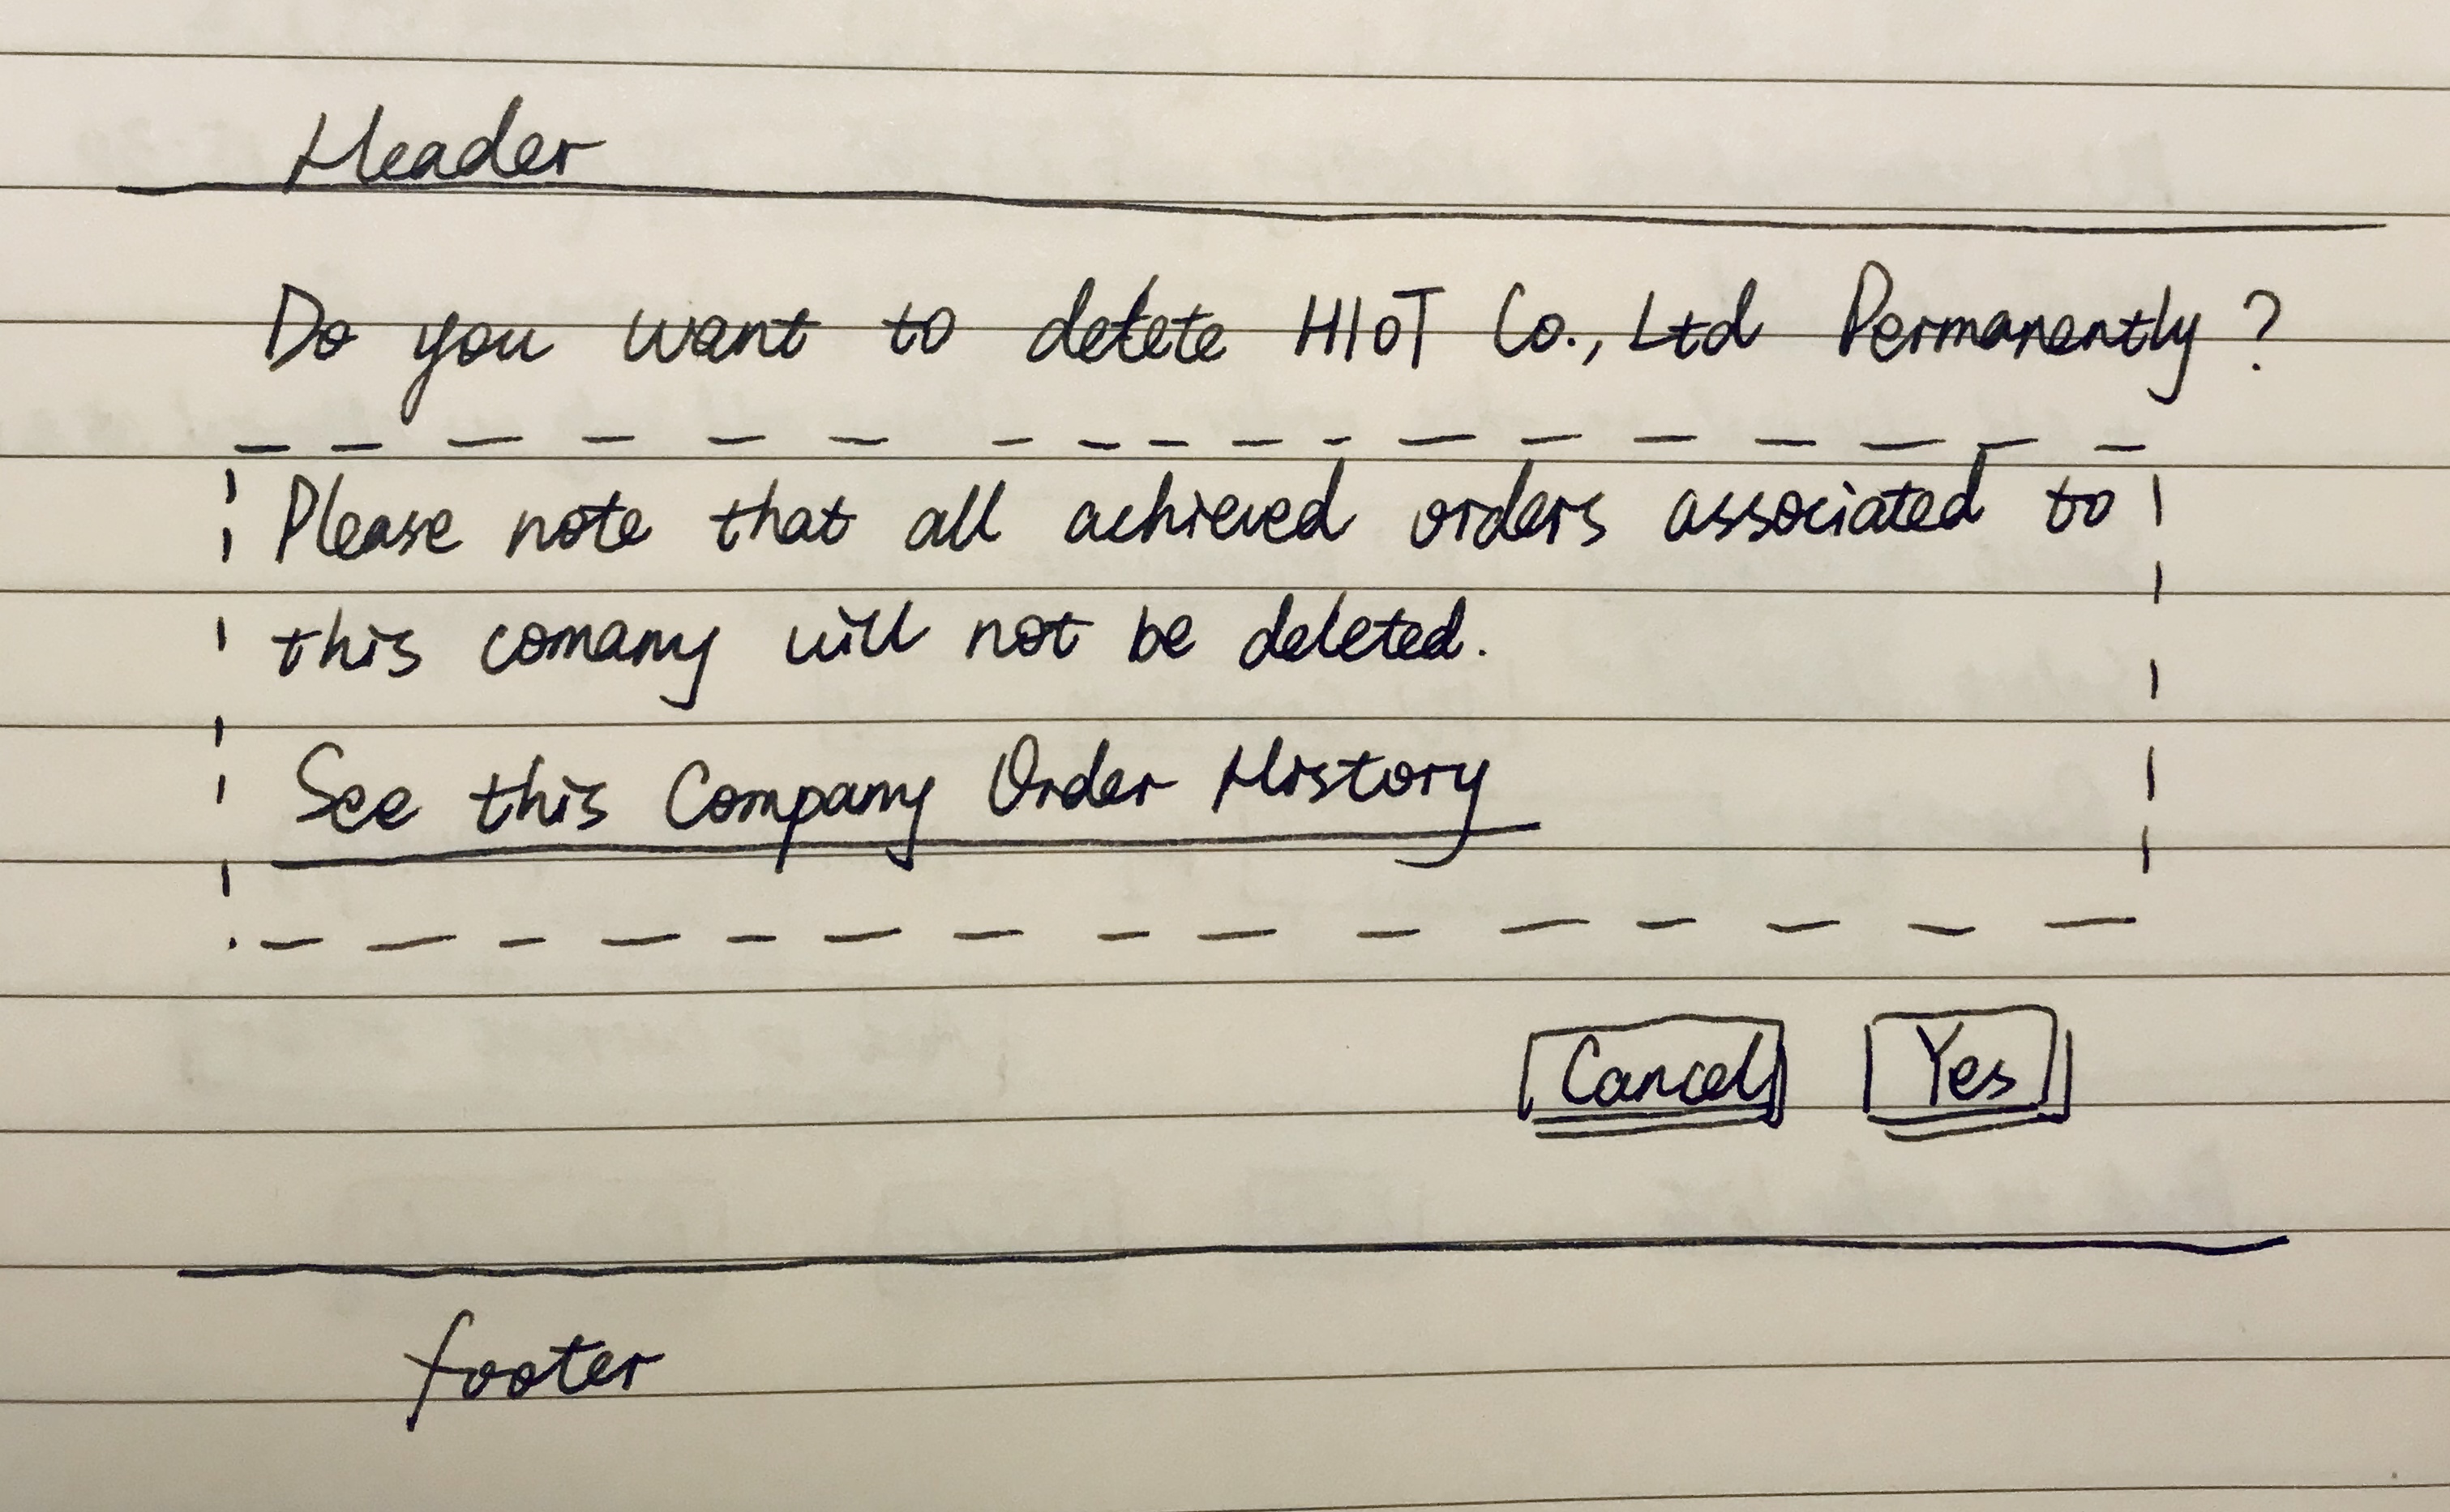 Header
Do you want to delete HIoT Co., Ltd Permanently?
Please note that all achieved orders associated to
this comany will not be deleted.
See this Company Order History
Cancel Yes
footer